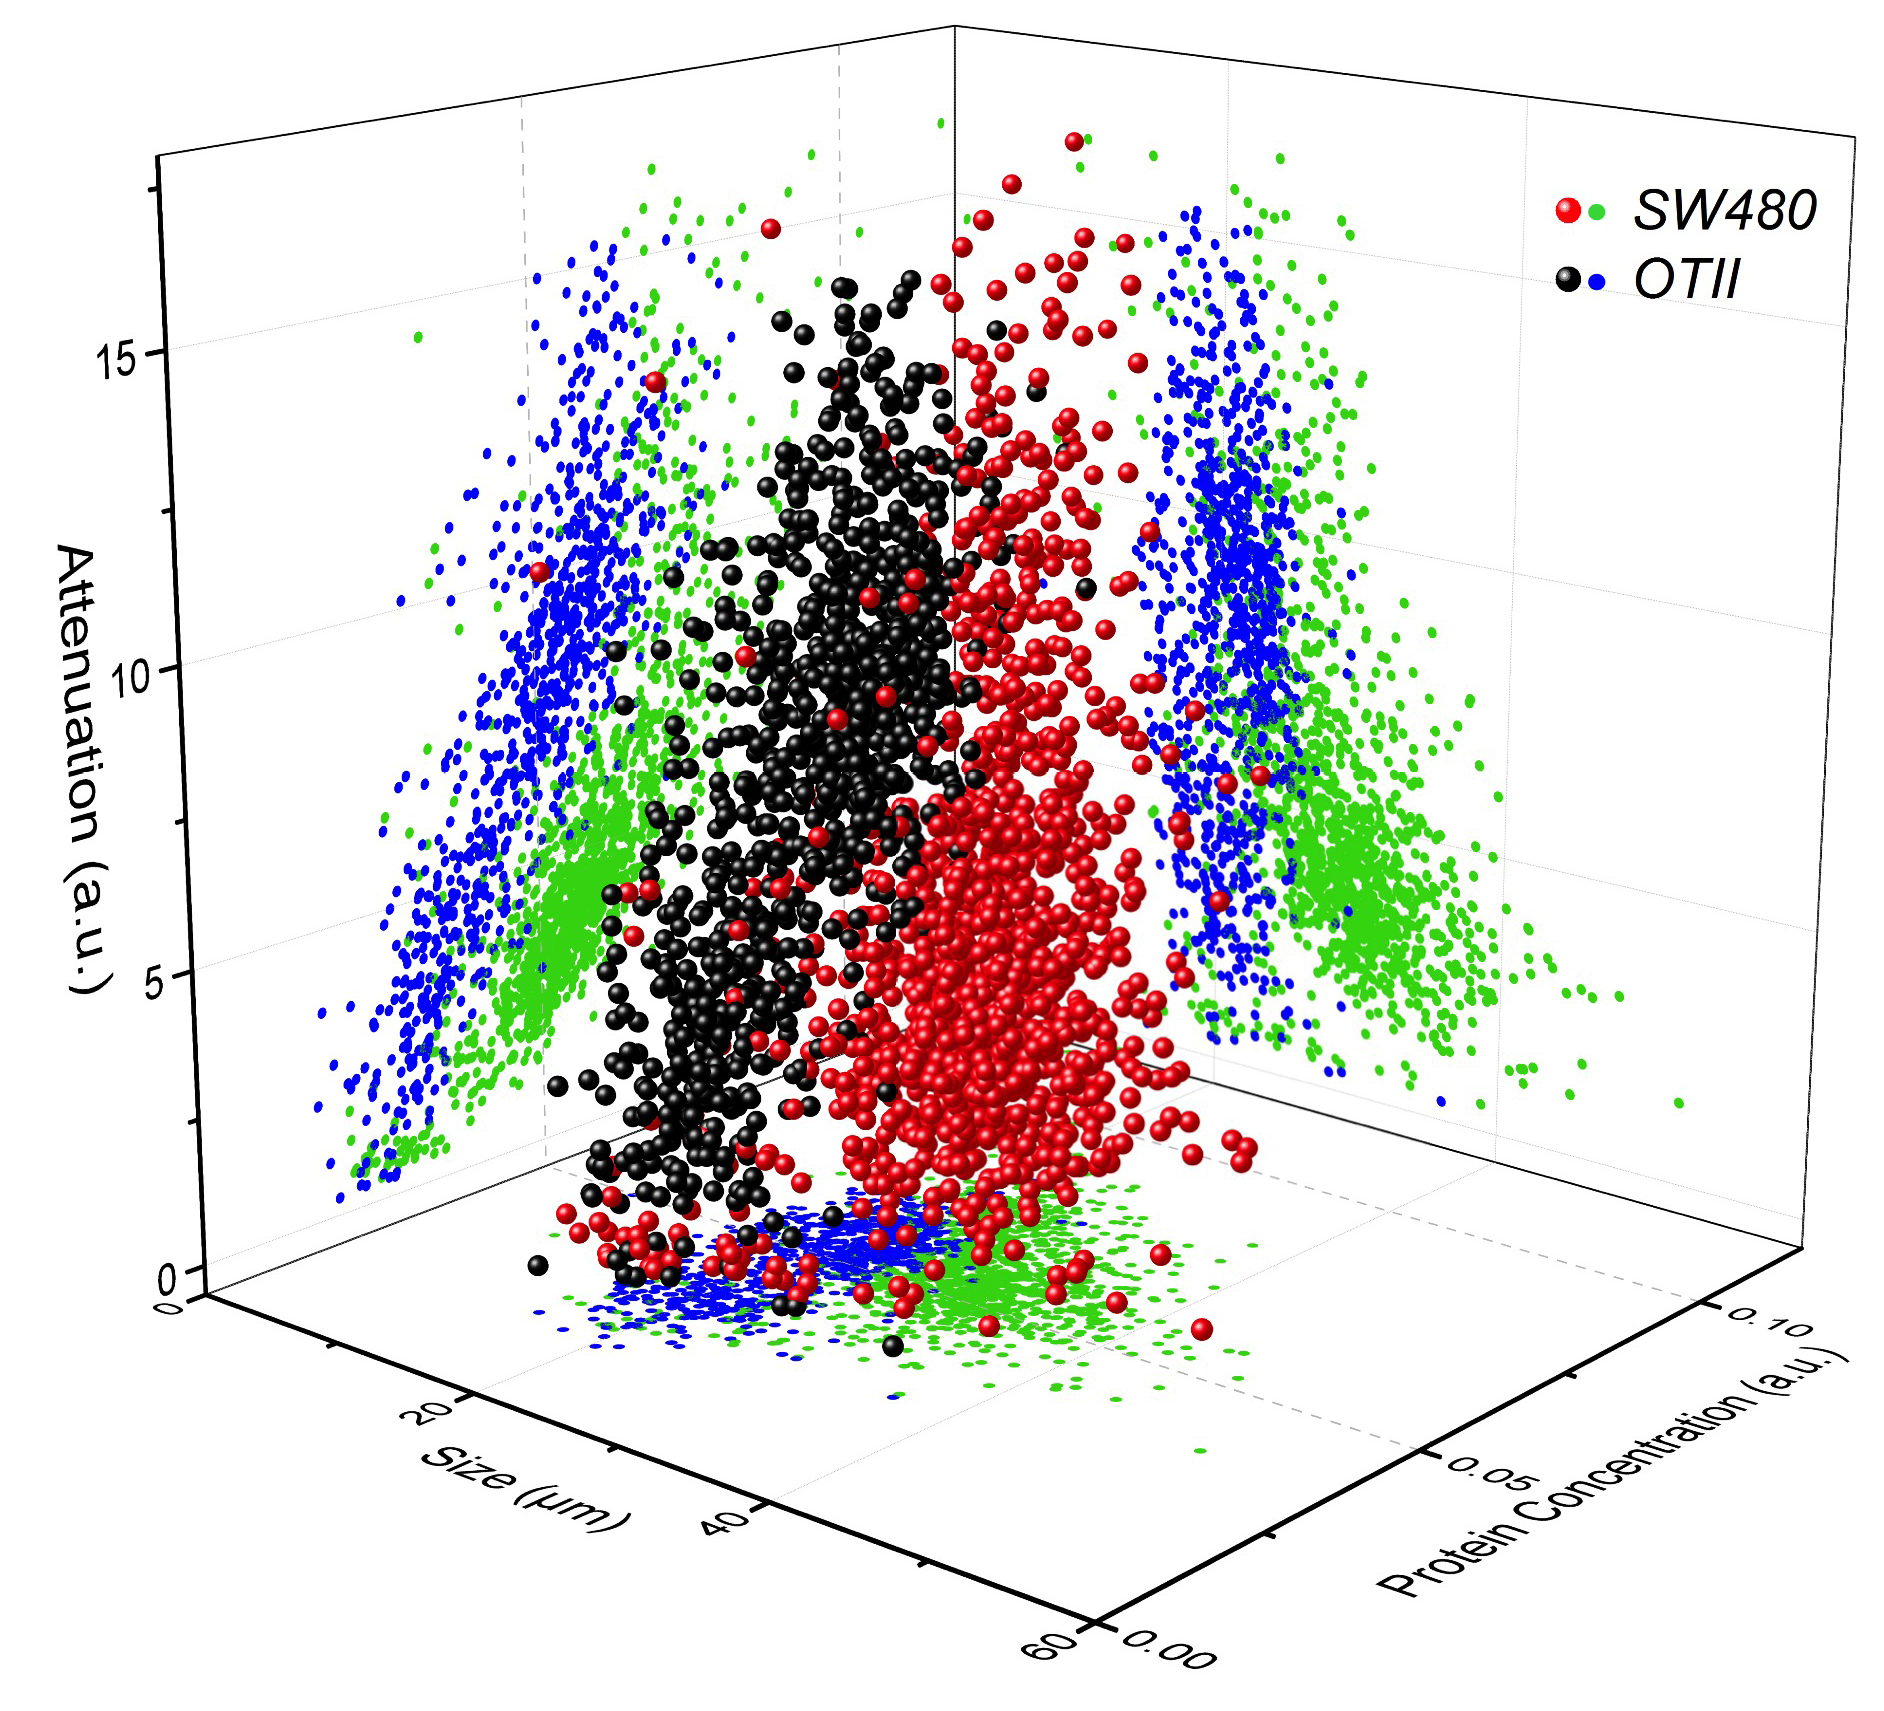 SW480
OTII
15
10
5
0
Attenuation (a.u.)
0
20
40
60
Size (μm)
0.00
0.05
0.10
Protein Concentration (a.u.)